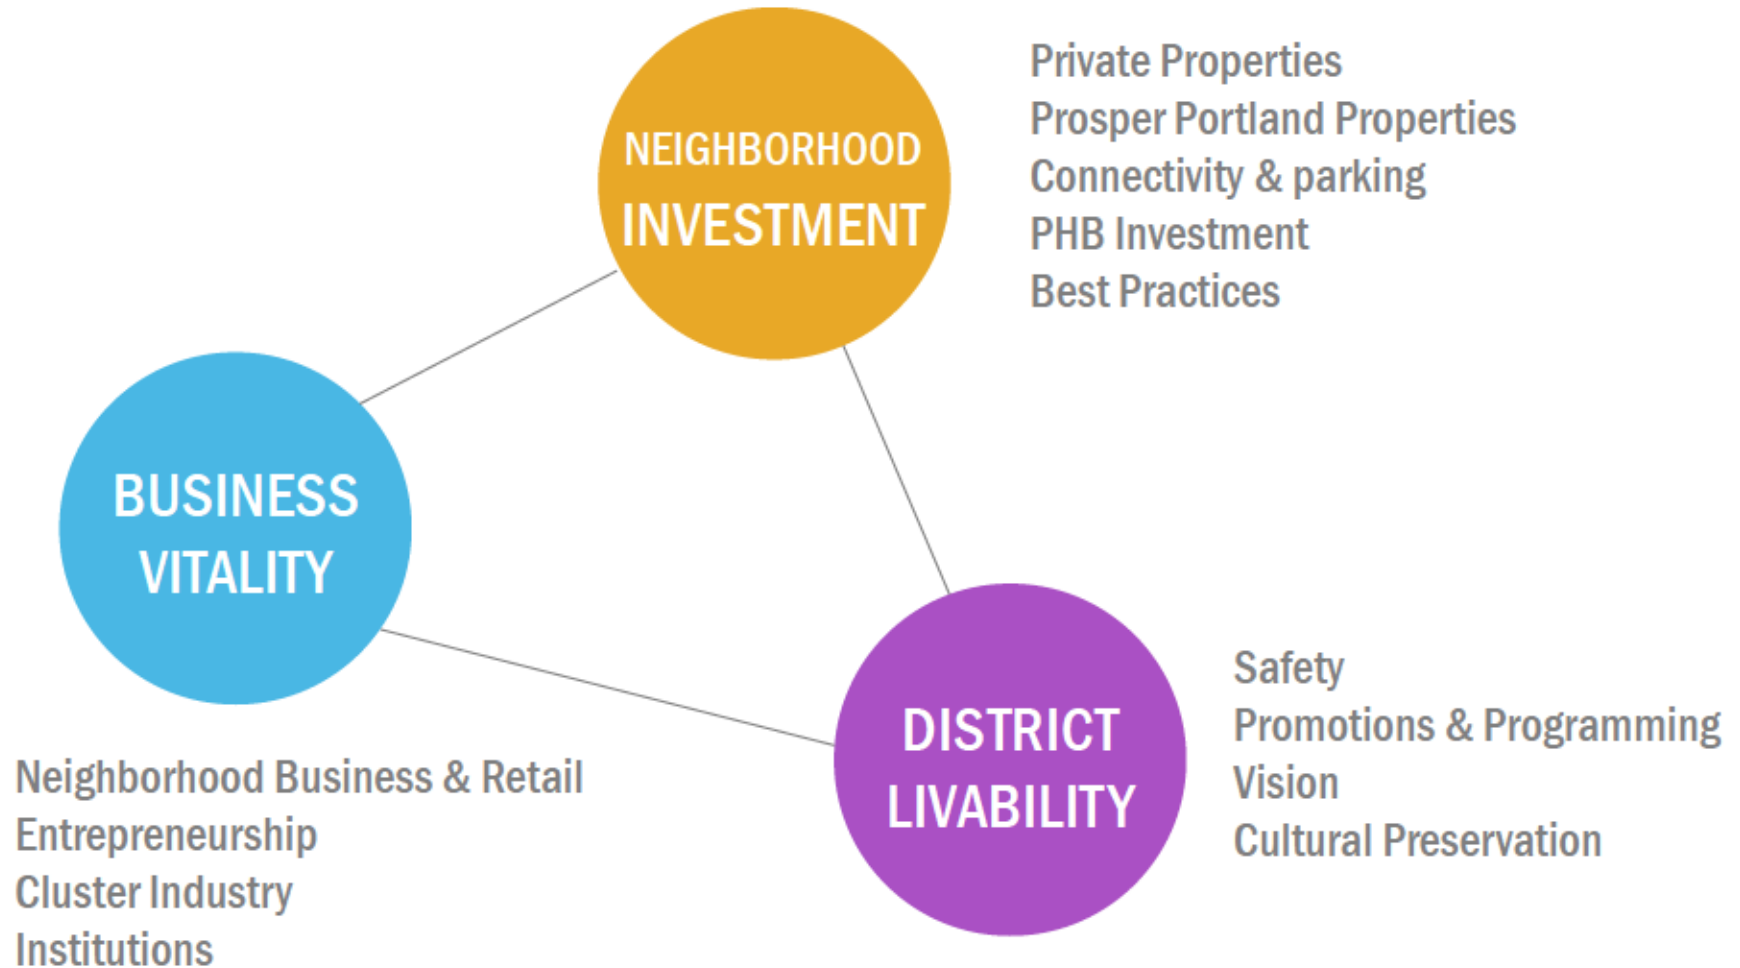 NEIGHBORHOOD
INVESTMENT
Private Properties
Prosper Portland Properties
Connectivity & parking
PHB Investment
Best Practices
BUSINESS
VITALITY
Neighborhood Business & Retail
Entrepreneurship
Cluster Industry
Institutions
DISTRICT
LIVABILITY
Safety
Promotions & Programming
Vision
Cultural Preservation